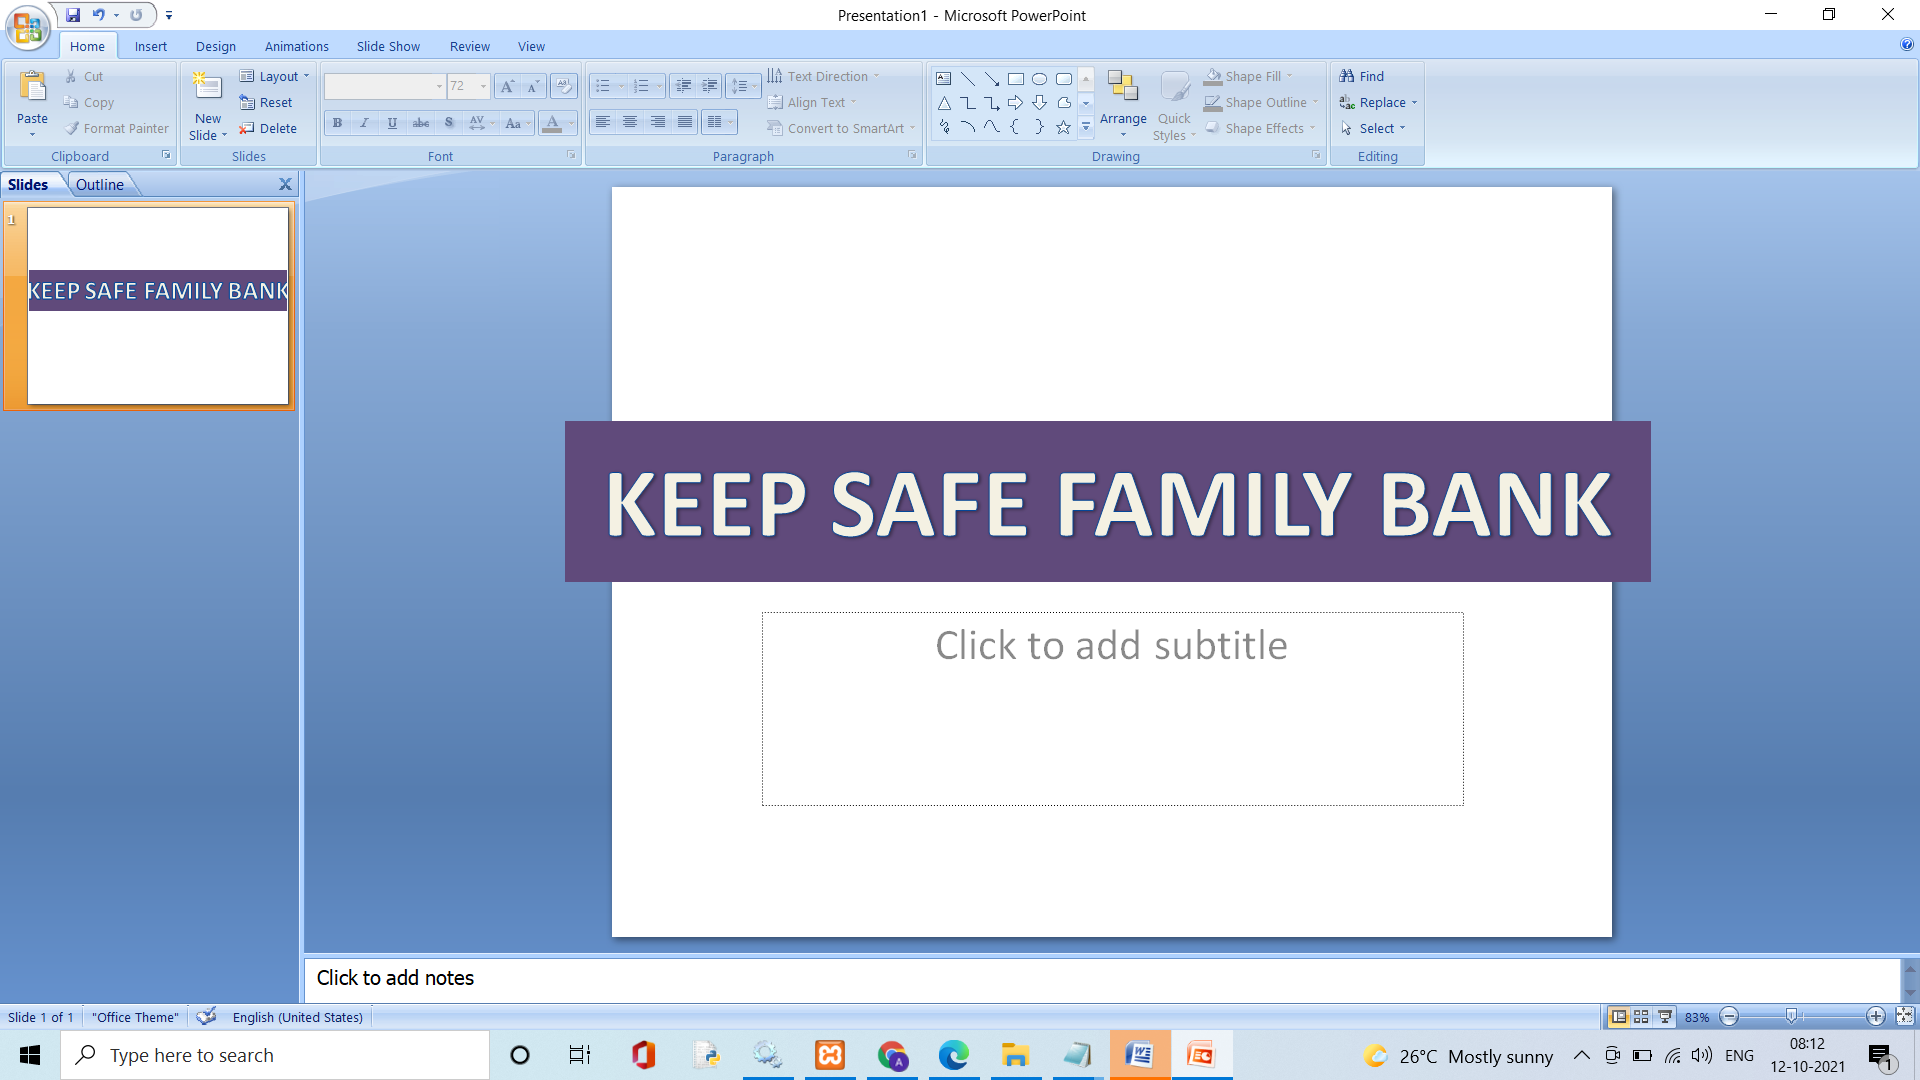 Presentation1 - Microsoft PowerPoint
Home Insert Design Animations Slide Show Review View
Paste
Cut
Copy
Format Painter
Clipboard
New Slide
Layout
Reset
Delete
Slides
72
B I U abc S AV Aa A
Font
Text Direction
Align Text
Convert to SmartArt
Paragraph
Arrange
Quick Styles
Shape Fill
Shape Outline
Shape Effects
Drawing
Find
Replace
Select
Editing
Slides Outline
1
KEEP SAFE FAMILY BANK
KEEP SAFE FAMILY BANK
Click to add subtitle
Click to add notes
Slide 1 of 1 "Office Theme" English (United States) 83%
Type here to search
26°C Mostly sunny ENG
08:12
12-10-2021
1